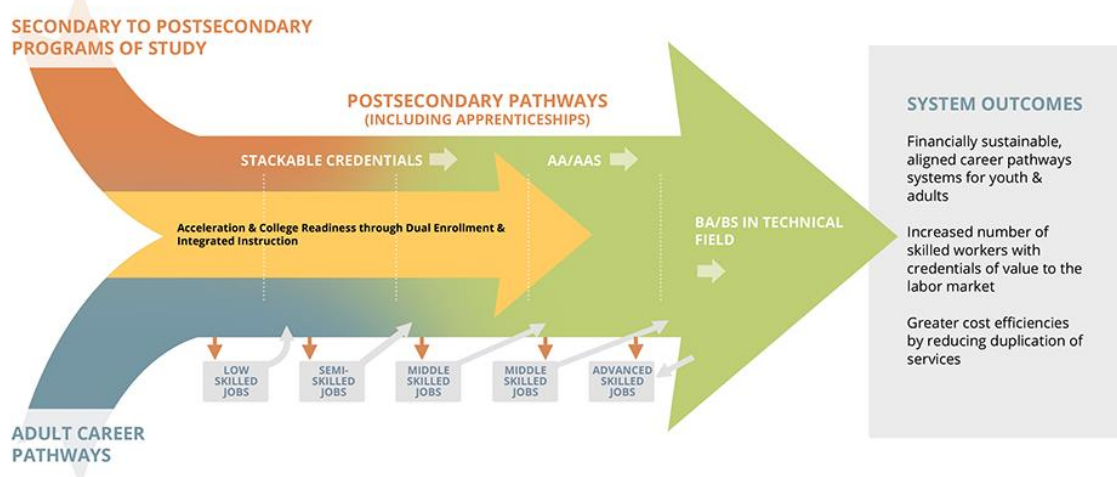 SECONDARY TO POSTSECONDARY
PROGRAMS OF STUDY
POSTSECONDARY PATHWAYS
(INCLUDING APPRENTICESHIPS)
STACKABLE CREDENTIALS
AA/AAS
Acceleration & College Readiness through Dual Enrollment &
Integrated Instruction
BA/BS IN TECHNICAL
FIELD
LOW
SKILLED
JOBS
SEMI-
SKILLED
JOBS
MIDDLE
SKILLED
JOBS
MIDDLE
SKILLED
JOBS
ADVANCED
SKILLED
JOBS
ADULT CAREER
PATHWAYS
SYSTEM OUTCOMES
Financially sustainable,
aligned career pathways
systems for youth &
adults
Increased number of
skilled workers with
credentials of value to the
labor market
Greater cost efficiencies
by reducing duplication of
services